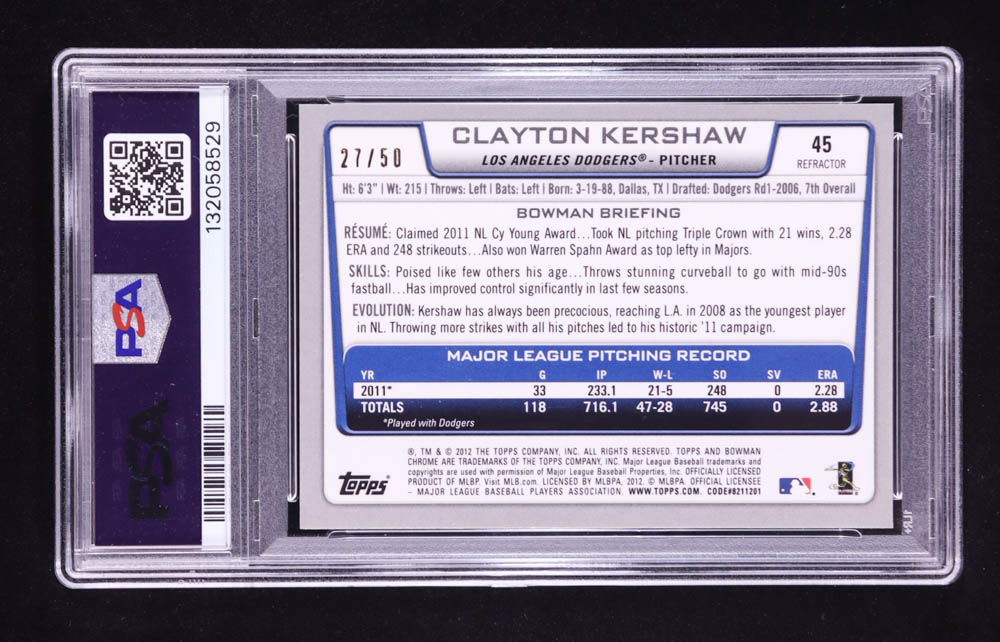 132058529
PSA
PSA
CLAYTON KERSHAW
27/50
LOS ANGELES DODGERS® - PITCHER
45
REFRACTOR
Ht: 6'3" | Wt: 215 | Throws: Left | Bats: Left | Born: 3-19-88, Dallas, TX | Drafted: Dodgers Rd1-2006, 7th Overall
BOWMAN BRIEFING
RÉSUMÉ: Claimed 2011 NL Cy Young Award...Took NL pitching Triple Crown with 21 wins, 2.28
ERA and 248 strikeouts...Also won Warren Spahn Award as top lefty in Majors.
SKILLS: Poised like few others his age...Throws stunning curveball to go with mid-90s
fastball...Has improved control significantly in last few seasons.
EVOLUTION: Kershaw has always been precocious, reaching L.A. in 2008 as the youngest player
in NL. Throwing more strikes with all his pitches led to his historic '11 campaign.
MAJOR LEAGUE PITCHING RECORD
YR G IP W-L SO SV ERA
2011* 33 233.1 21-5 248 0 2.28
TOTALS 118 716.1 47-28 745 0 2.88
*Played with Dodgers
®, TM & © 2012 THE TOPPS COMPANY, INC. ALL RIGHTS RESERVED. TOPPS AND BOWMAN
CHROME ARE TRADEMARKS OF THE TOPPS COMPANY, INC. Major League Baseball trademarks and
copyrights are used with permission of Major League Baseball Properties, Inc. OFFICIALLY LICENSED
PRODUCT OF MLBP. Visit MLB.com. LICENSED BY MLBPA, 2012. © MLBPA. OFFICIAL LICENSEE
- MAJOR LEAGUE BASEBALL PLAYERS ASSOCIATION. WWW.TOPPS.COM. CODE#8211201
Topps